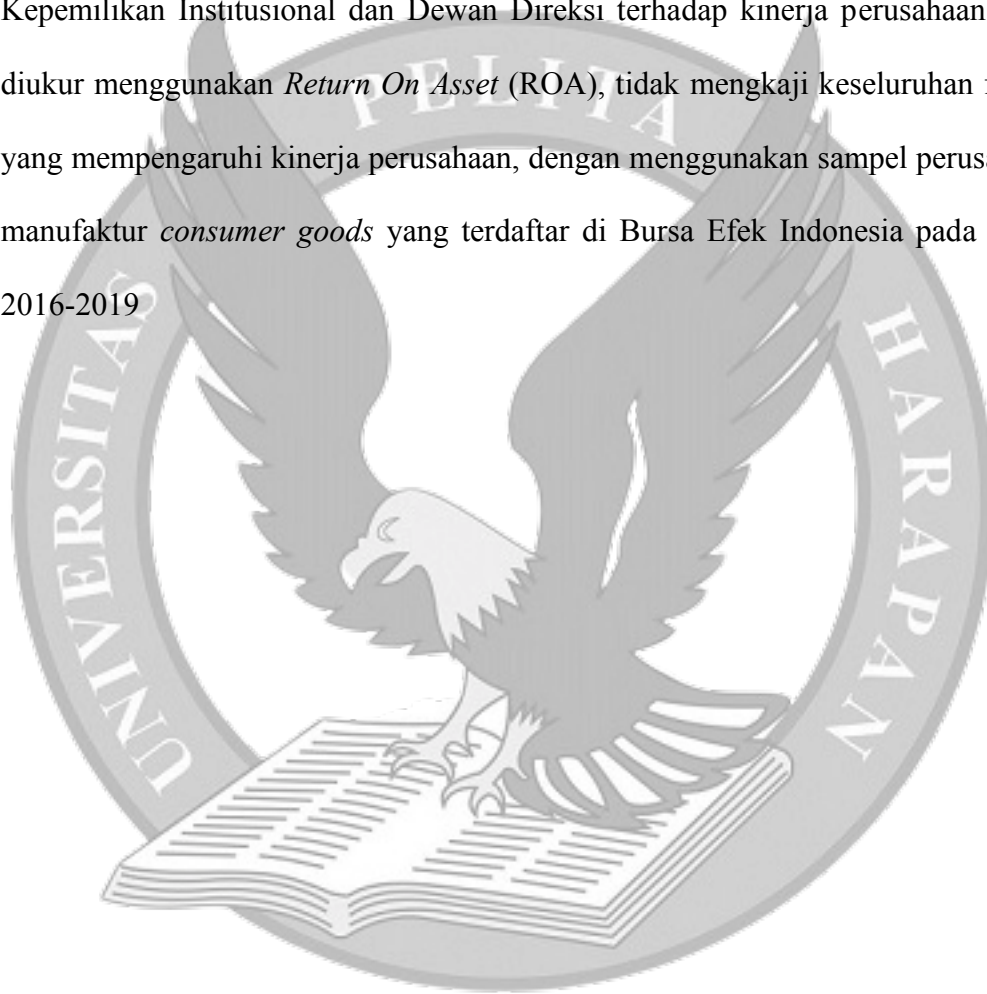 Kepemilikan Institusional dan Dewan Direksi terhadap kinerja perusahaan
diukur menggunakan Return On Asset (ROA), tidak mengkaji keseluruhan
yang mempengaruhi kinerja perusahaan, dengan menggunakan sampel
manufaktur consumer goods yang terdaftar di Bursa Efek Indonesia pada
2016-2019
UNIVERSITAS PELITA HARAPAN